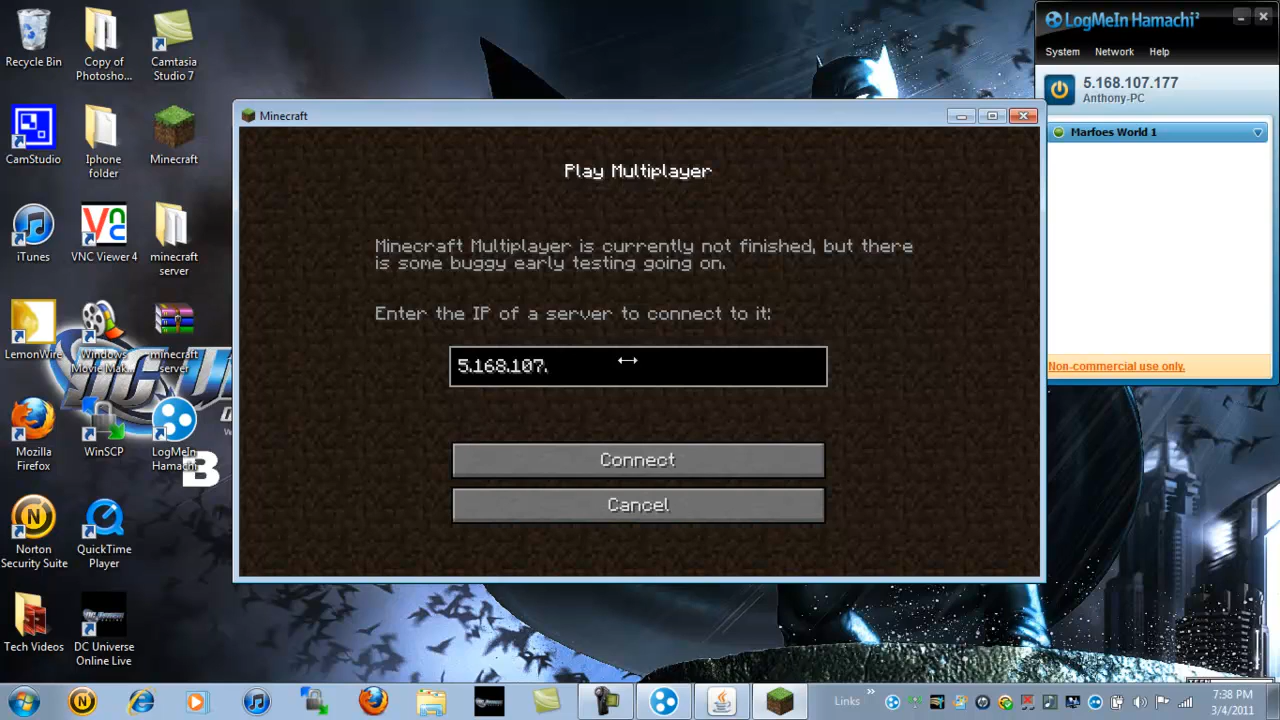 Recycle Bin
Copy of
Photosho...
Camtasia
Studio 7
CamStudio
Iphone
folder
Minecraft
iTunes
VNC Viewer 4
minecraft
server
LemonWire
Windows
Movie Mak...
minecraft
server
Mozilla
Firefox
WinSCP
LogMeIn
Hamachi
Norton
Security Suite
QuickTime
Player
Tech Videos
DC Universe
Online Live
Minecraft
Play Multiplayer
Minecraft Multiplayer is currently not finished, but there
is some buggy early testing going on.
Enter the IP of a server to connect to it:
5.168.107.
Connect
Cancel
LogMeIn Hamachi²
System Network Help
5.168.107.177
Anthony-PC
Marfoes World 1
Non-commercial use only.
Links
7:38 PM
3/4/2011